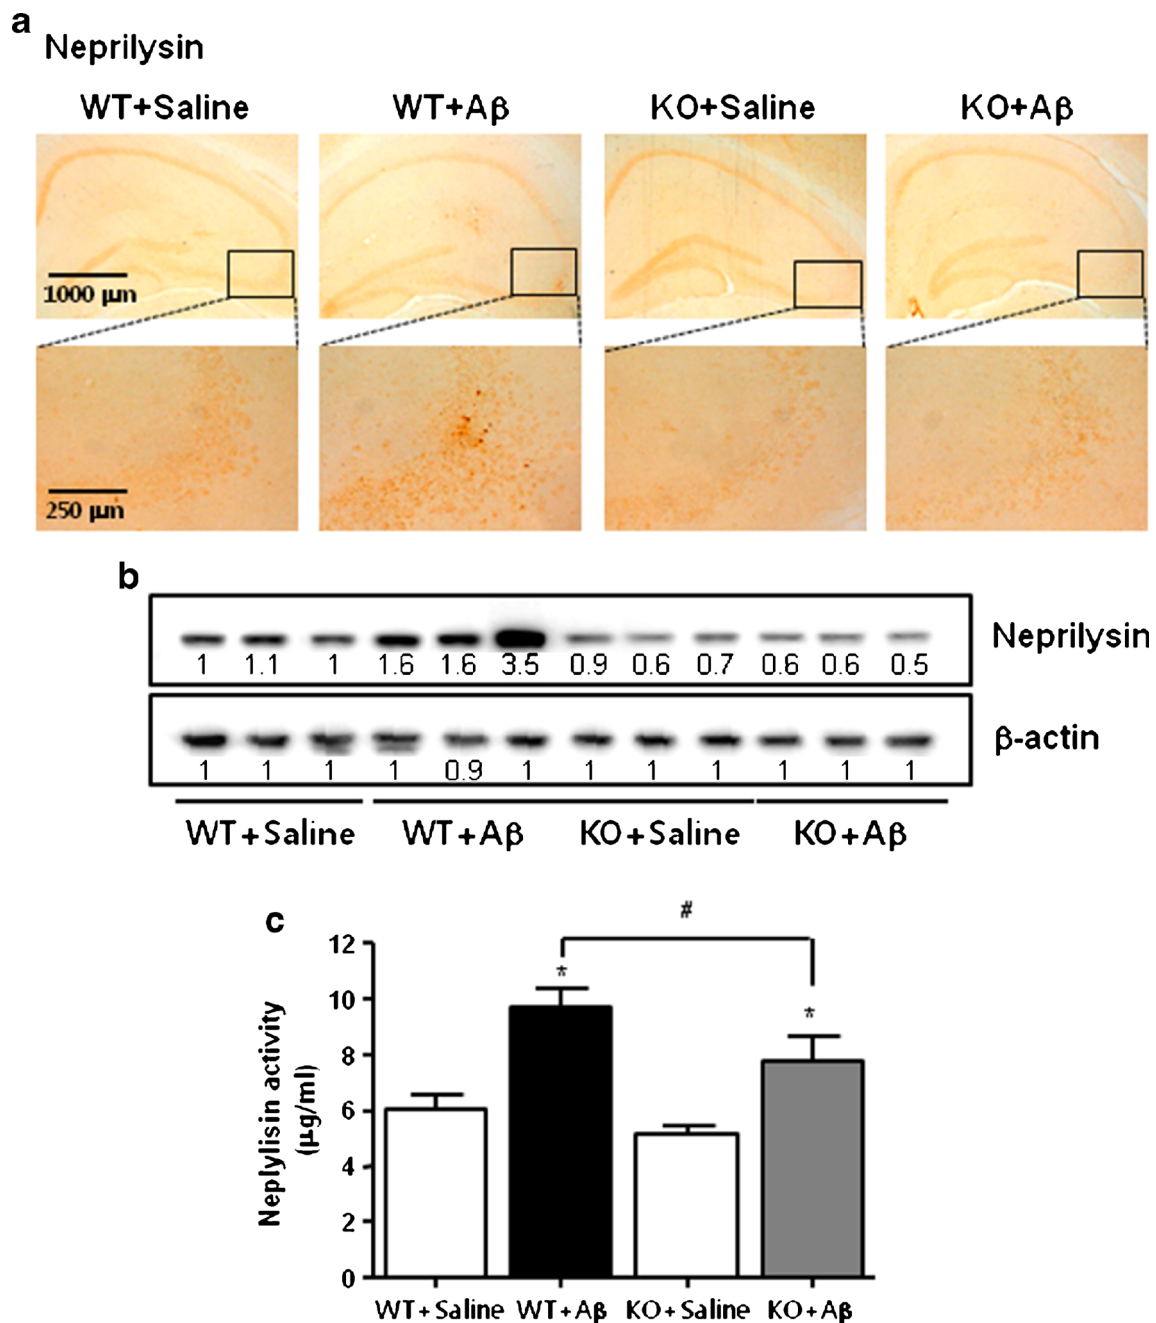 a
Neprilysin
WT+Saline WT+Aβ KO+Saline KO+Aβ
1000 μm
250 μm
b
Neprilysin
1 1.1 1 1.6 1.6 3.5 0.9 0.6 0.7 0.6 0.6 0.5
β-actin
1 1 1 1 0.9 1 1 1 1 1 1 1
WT+Saline WT+Aβ KO+Saline KO+Aβ
c
#
* *
Neplylisin activity
(μg/ml)
12
10
8
6
4
2
0
WT+Saline WT+Aβ KO+Saline KO+Aβ